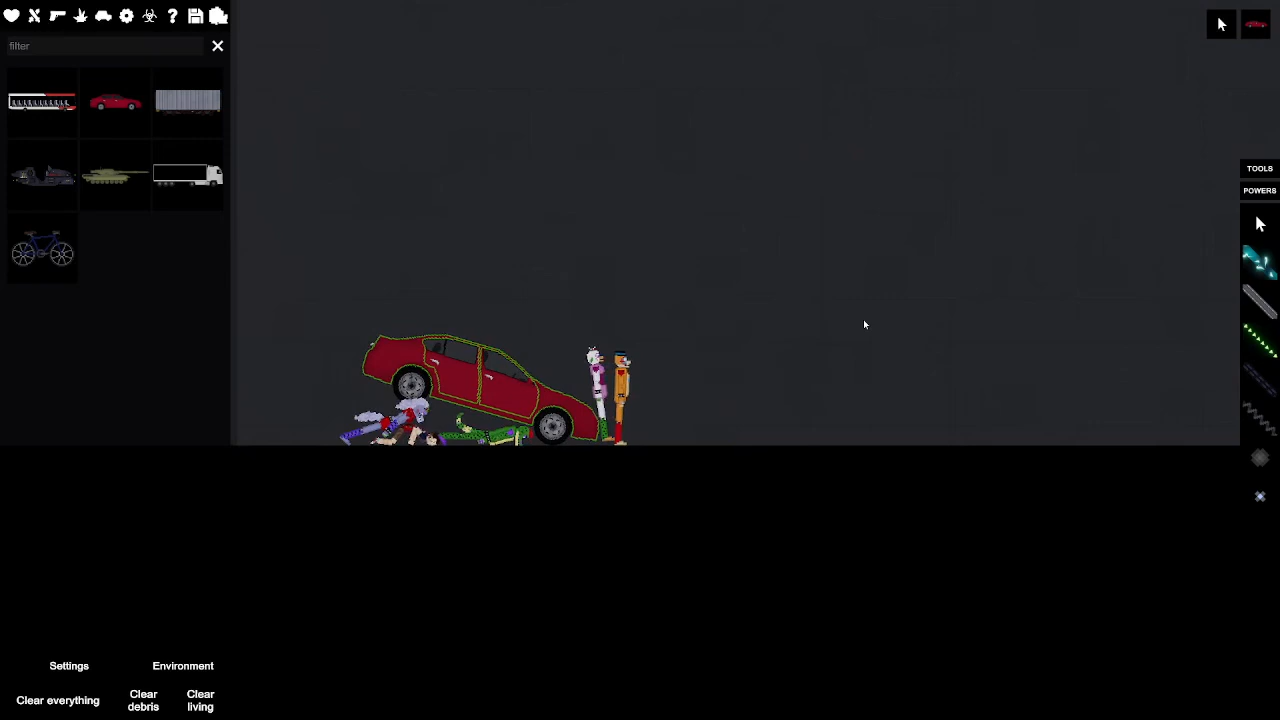 filter
TOOLS
POWERS
Settings
Environment
Clear everything
Clear
debris
Clear
living